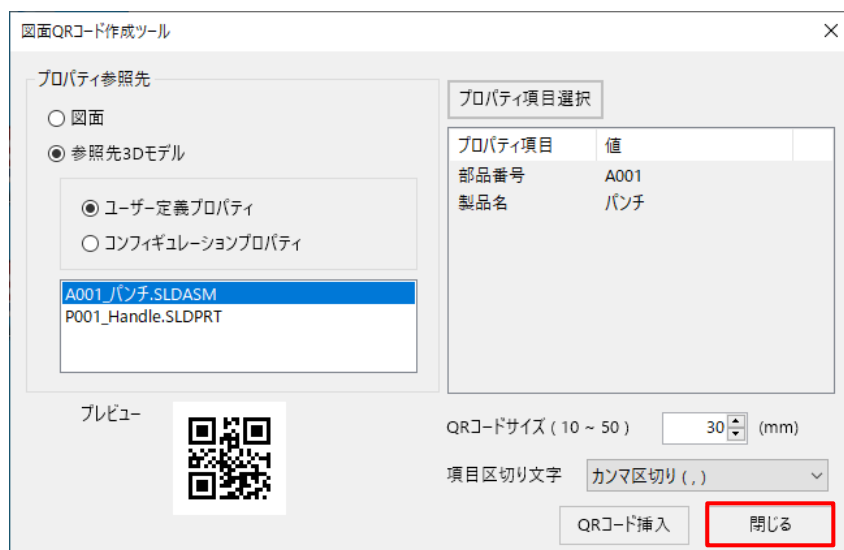 図面QRコード作成ツール
プロパティ参照先
図面
参照先3Dモデル
ユーザー定義プロパティ
コンフィギュレーションプロパティ
A001_パンチ.SLDASM
P001_Handle.SLDPRT
プレビュー
プロパティ項目選択
プロパティ項目 値
部品番号 A001
製品名 パンチ
QRコードサイズ ( 10 ~ 50 ) 30 (mm)
項目区切り文字 カンマ区切り ( , )
QRコード挿入 閉じる